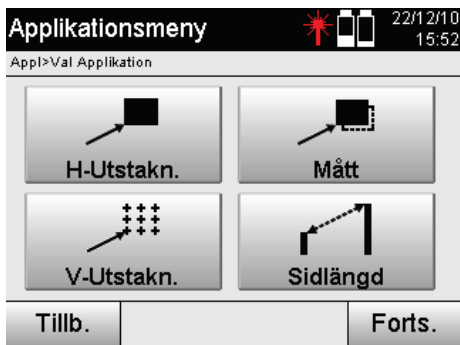 Applikationsmeny
22/12/10
15:52
Appl>Val Applikation
H-Utstakn.
Mått
V-Utstakn.
Sidlängd
Tillb.
Forts.